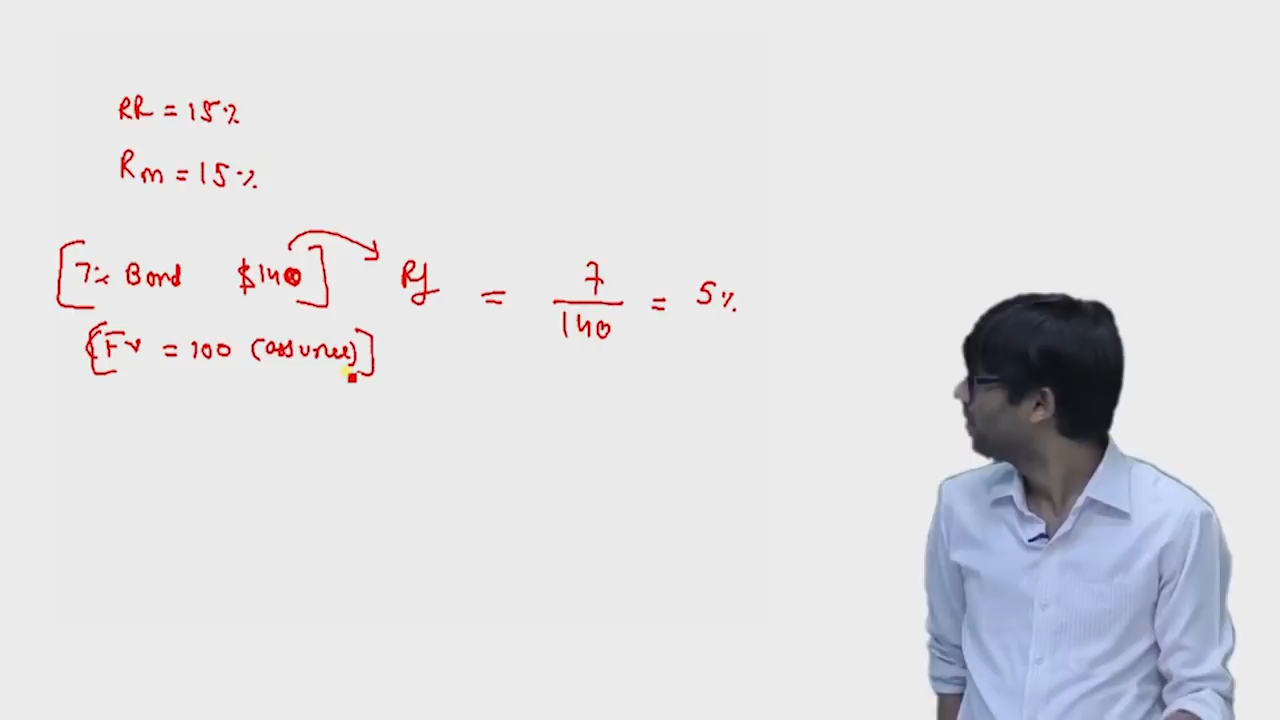 RR = 15%
Rm = 15%
[7% Bond $140] Rf = 7/140 = 5%
[FV = 100 (assume)]